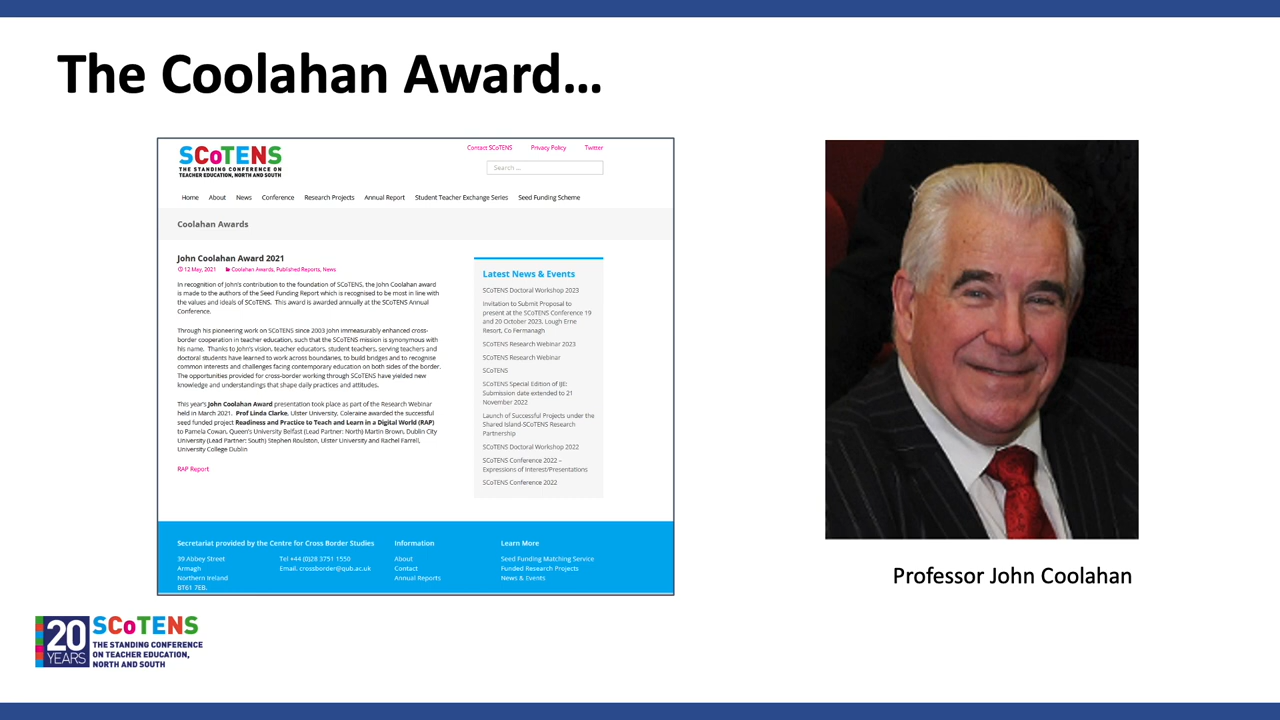 The Coolahan Award...
SCoTENS
THE STANDING CONFERENCE ON
TEACHER EDUCATION, NORTH AND SOUTH
Contact SCoTENS Privacy Policy Twitter
Search ...
Home About News Conference Research Projects Annual Report Student Teacher Exchange Series Seed Funding Scheme
Coolahan Awards
John Coolahan Award 2021
12 May, 2021 Coolahan Awards, Published Reports, News
In recognition of John's contribution to the foundation of SCoTENS, the John Coolahan award
is made to the authors of the Seed Funding Report which is recognised to be most in line with
the values and ideals of SCoTENS. This award is awarded annually at the SCoTENS Annual
Conference.
Through his pioneering work on SCoTENS since 2003 John immeasurably enhanced cross-
border cooperation in teacher education, such that the SCoTENS mission is synonymous with
his name. Thanks to John's vision, teacher educators, student teachers, serving teachers and
doctoral students have learned to work across boundaries, to build bridges and to recognise
common interests and challenges facing contemporary education on both sides of the border.
The opportunities provided for cross-border working through SCoTENS have yielded new
knowledge and understandings that shape daily practices and attitudes.
This year's John Coolahan Award presentation took place as part of the Research Webinar
held in March 2021. Prof Linda Clarke, Ulster University, Coleraine awarded the successful
seed funded project Readiness and Practice to Teach and Learn in a Digital World (RAP)
to Pamela Cowan, Queen's University Belfast (Lead Partner: North) Martin Brown, Dublin City
University (Lead Partner: South) Stephen Roulston, Ulster University and Rachel Farrell,
University College Dublin
RAP Report
Latest News & Events
SCoTENS Doctoral Workshop 2023
Invitation to Submit Proposal to
present at the SCoTENS Conference 19
and 20 October 2023, Lough Erne
Resort, Co Fermanagh
SCoTENS Research Webinar 2023
SCoTENS Research Webinar
SCoTENS
SCoTENS Special Edition of IJE:
Submission date extended to 21
November 2022
Launch of Successful Projects under the
Shared Island-SCoTENS Research
Partnership
SCoTENS Doctoral Workshop 2022
SCoTENS Conference 2022 –
Expressions of Interest/Presentations
SCoTENS Conference 2022
Secretariat provided by the Centre for Cross Border Studies Information Learn More
39 Abbey Street Tel +44 (0)28 3751 1550 About Seed Funding Matching Service
Armagh Email. crossborder@qub.ac.uk Contact Funded Research Projects
Northern Ireland Annual Reports News & Events
BT61 7EB.
Professor John Coolahan
20
YEARS
SCoTENS
THE STANDING CONFERENCE
ON TEACHER EDUCATION,
NORTH AND SOUTH